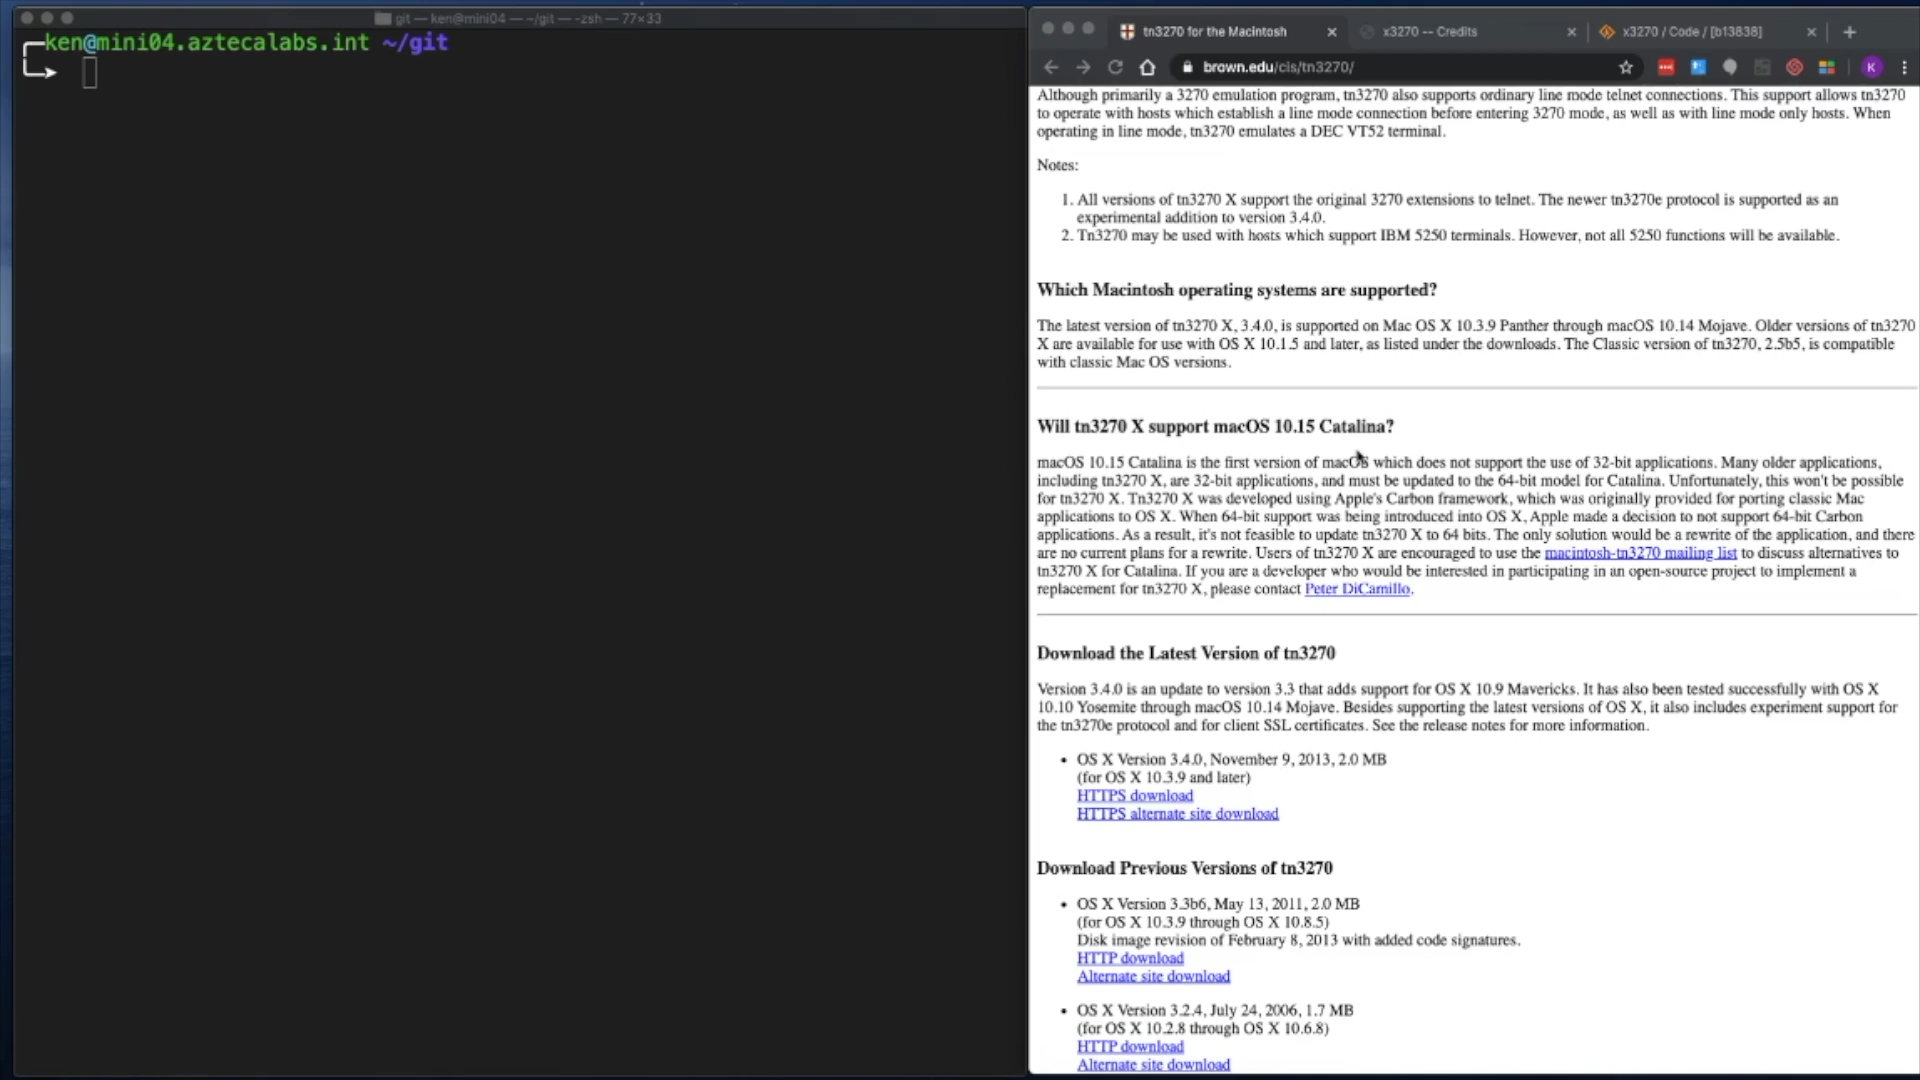 git — ken@mini04 — ~/git — -zsh — 77×33
ken@mini04.aztecalabs.int ~/git
tn3270 for the Macintosh
x3270 -- Credits
x3270 / Code / [b13838]
brown.edu/cis/tn3270/
K
Although primarily a 3270 emulation program, tn3270 also supports ordinary line mode telnet connections. This support allows tn3270
to operate with hosts which establish a line mode connection before entering 3270 mode, as well as with line mode only hosts. When
operating in line mode, tn3270 emulates a DEC VT52 terminal.
Notes:
1. All versions of tn3270 X support the original 3270 extensions to telnet. The newer tn3270e protocol is supported as an
experimental addition to version 3.4.0.
2. Tn3270 may be used with hosts which support IBM 5250 terminals. However, not all 5250 functions will be available.
Which Macintosh operating systems are supported?
The latest version of tn3270 X, 3.4.0, is supported on Mac OS X 10.3.9 Panther through macOS 10.14 Mojave. Older versions of tn3270
X are available for use with OS X 10.1.5 and later, as listed under the downloads. The Classic version of tn3270, 2.5b5, is compatible
with classic Mac OS versions.
Will tn3270 X support macOS 10.15 Catalina?
macOS 10.15 Catalina is the first version of macOS which does not support the use of 32-bit applications. Many older applications,
including tn3270 X, are 32-bit applications, and must be updated to the 64-bit model for Catalina. Unfortunately, this won't be possible
for tn3270 X. Tn3270 X was developed using Apple's Carbon framework, which was originally provided for porting classic Mac
applications to OS X. When 64-bit support was being introduced into OS X, Apple made a decision to not support 64-bit Carbon
applications. As a result, it's not feasible to update tn3270 X to 64 bits. The only solution would be a rewrite of the application, and there
are no current plans for a rewrite. Users of tn3270 X are encouraged to use the macintosh-tn3270 mailing list to discuss alternatives to
tn3270 X for Catalina. If you are a developer who would be interested in participating in an open-source project to implement a
replacement for tn3270 X, please contact Peter DiCamillo.
Download the Latest Version of tn3270
Version 3.4.0 is an update to version 3.3 that adds support for OS X 10.9 Mavericks. It has also been tested successfully with OS X
10.10 Yosemite through macOS 10.14 Mojave. Besides supporting the latest versions of OS X, it also includes experiment support for
the tn3270e protocol and for client SSL certificates. See the release notes for more information.
• OS X Version 3.4.0, November 9, 2013, 2.0 MB
(for OS X 10.3.9 and later)
HTTPS download
HTTPS alternate site download
Download Previous Versions of tn3270
• OS X Version 3.3b6, May 13, 2011, 2.0 MB
(for OS X 10.3.9 through OS X 10.8.5)
Disk image revision of February 8, 2013 with added code signatures.
HTTP download
Alternate site download
• OS X Version 3.2.4, July 24, 2006, 1.7 MB
(for OS X 10.2.8 through OS X 10.6.8)
HTTP download
Alternate site download